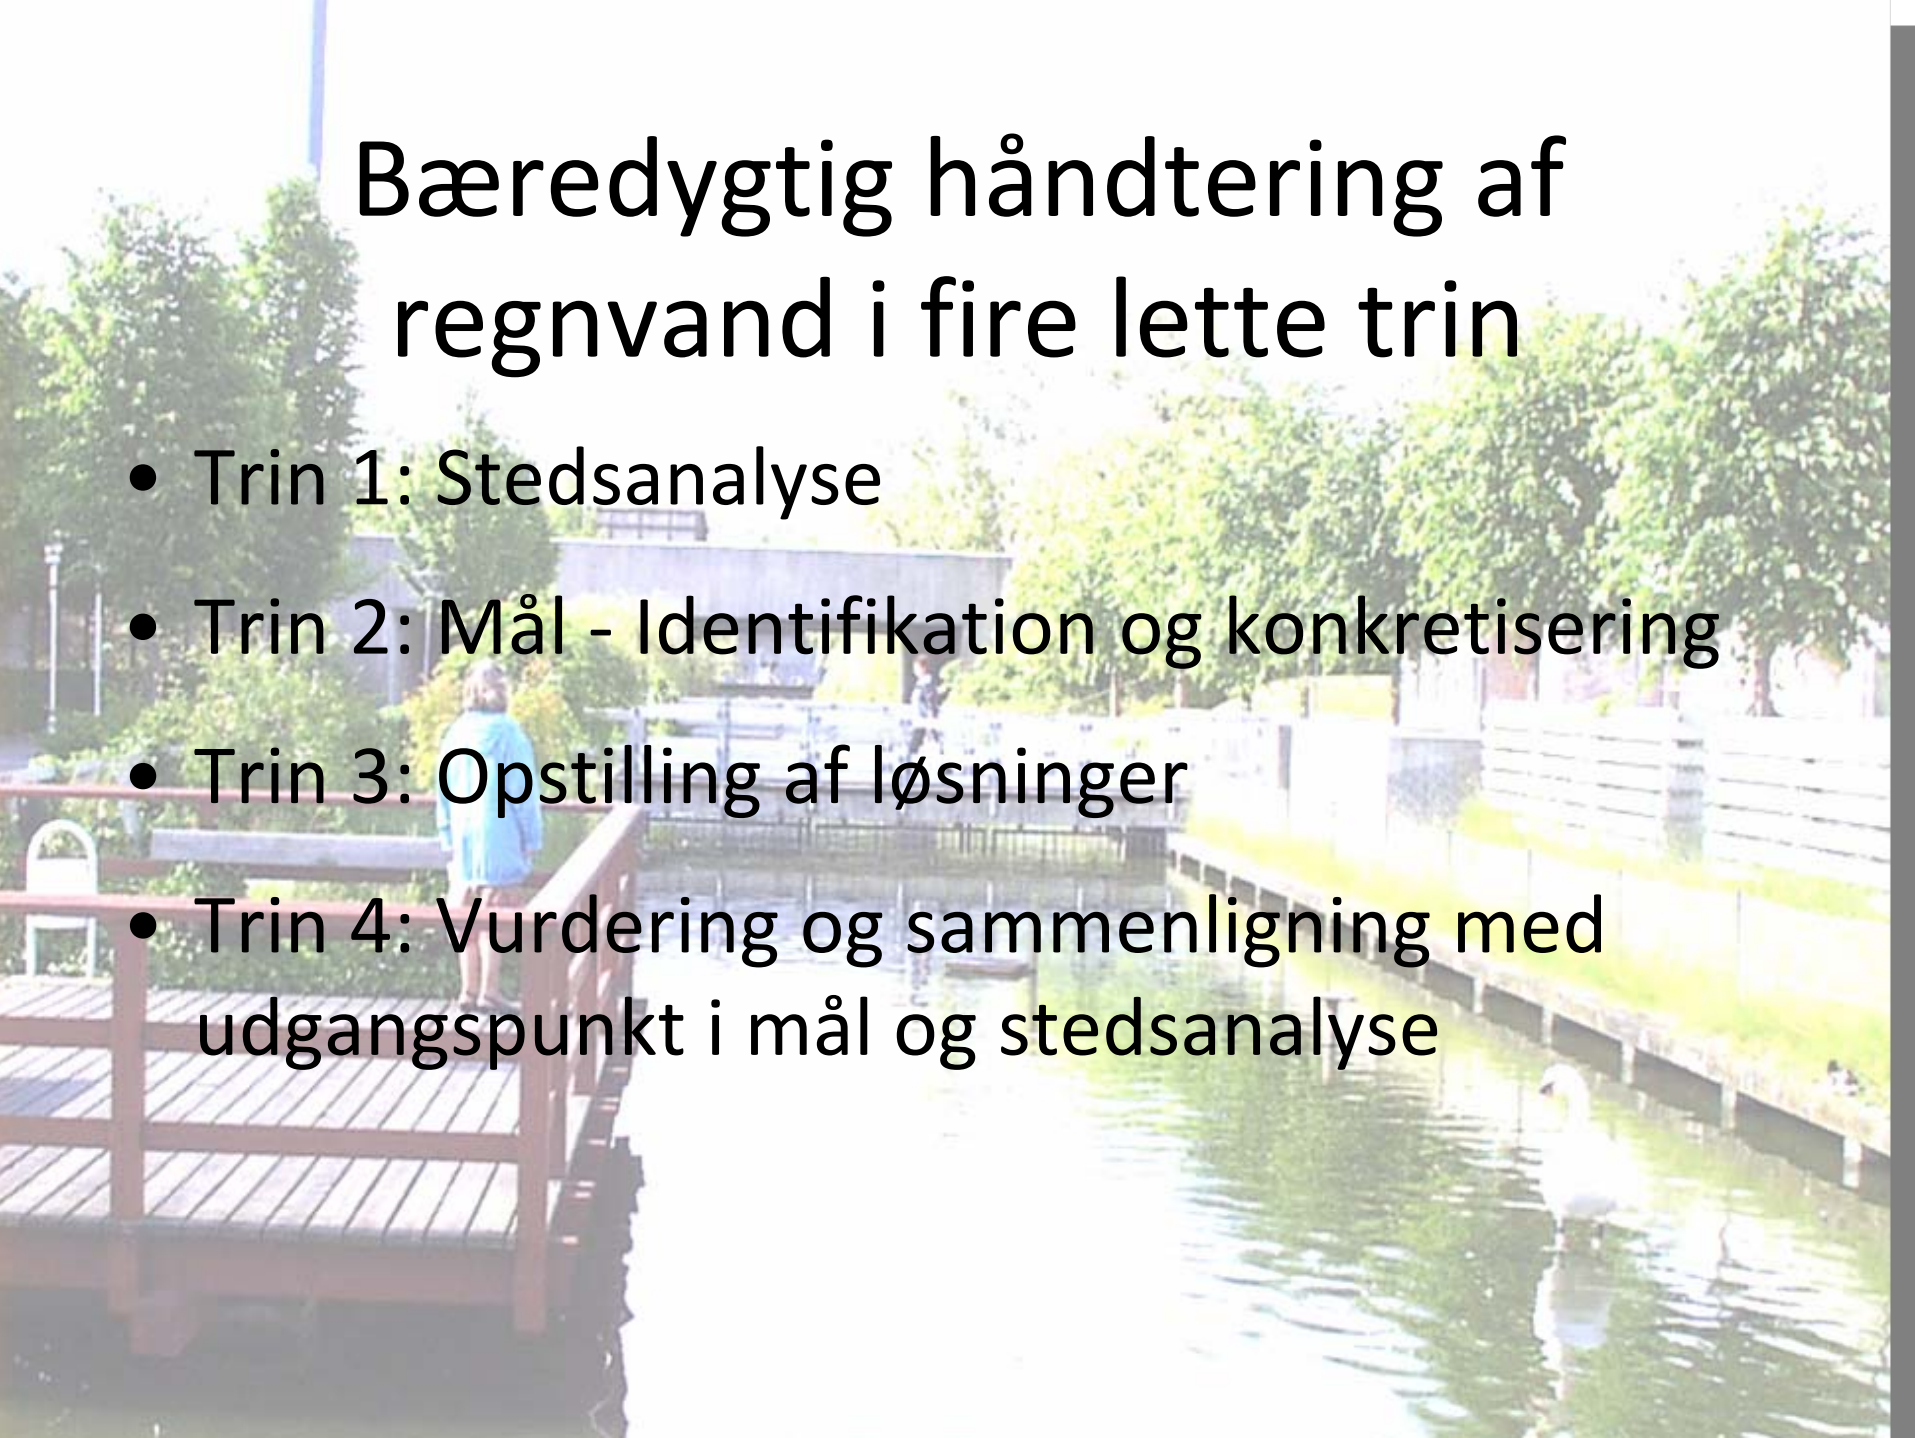 Bæredygtig håndtering af
regnvand i fire lette trin
• Trin 1: Stedsanalyse
• Trin 2: Mål - Identifikation og konkretisering
• Trin 3: Opstilling af løsninger
• Trin 4: Vurdering og sammenligning med
udgangspunkt i mål og stedsanalyse